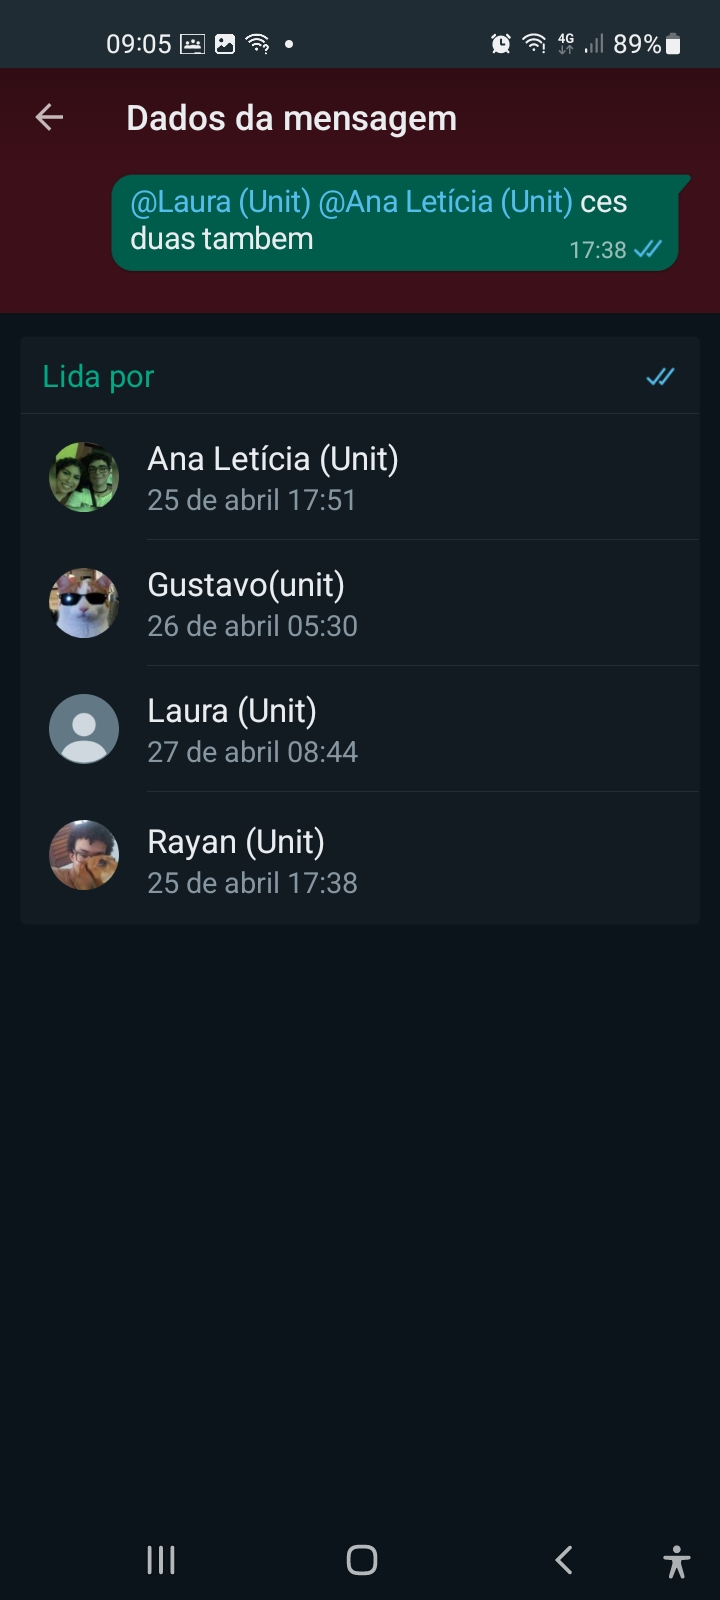 09:05
4G
89%
Dados da mensagem
@Laura (Unit) @Ana Letícia (Unit) ces
duas tambem
17:38
Lida por
Ana Letícia (Unit)
25 de abril 17:51
Gustavo(unit)
26 de abril 05:30
Laura (Unit)
27 de abril 08:44
Rayan (Unit)
25 de abril 17:38